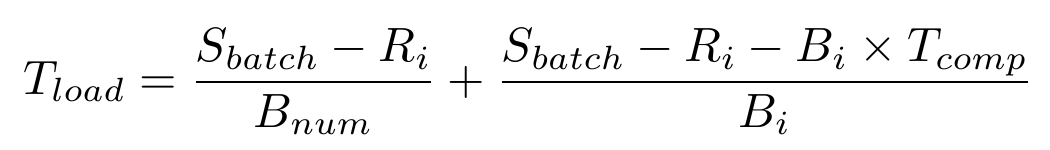 T_{load} = \frac{S_{batch} - R_i}{B_{num}} + \frac{S_{batch} - R_i - B_i \times T_{comp}}{B_i}